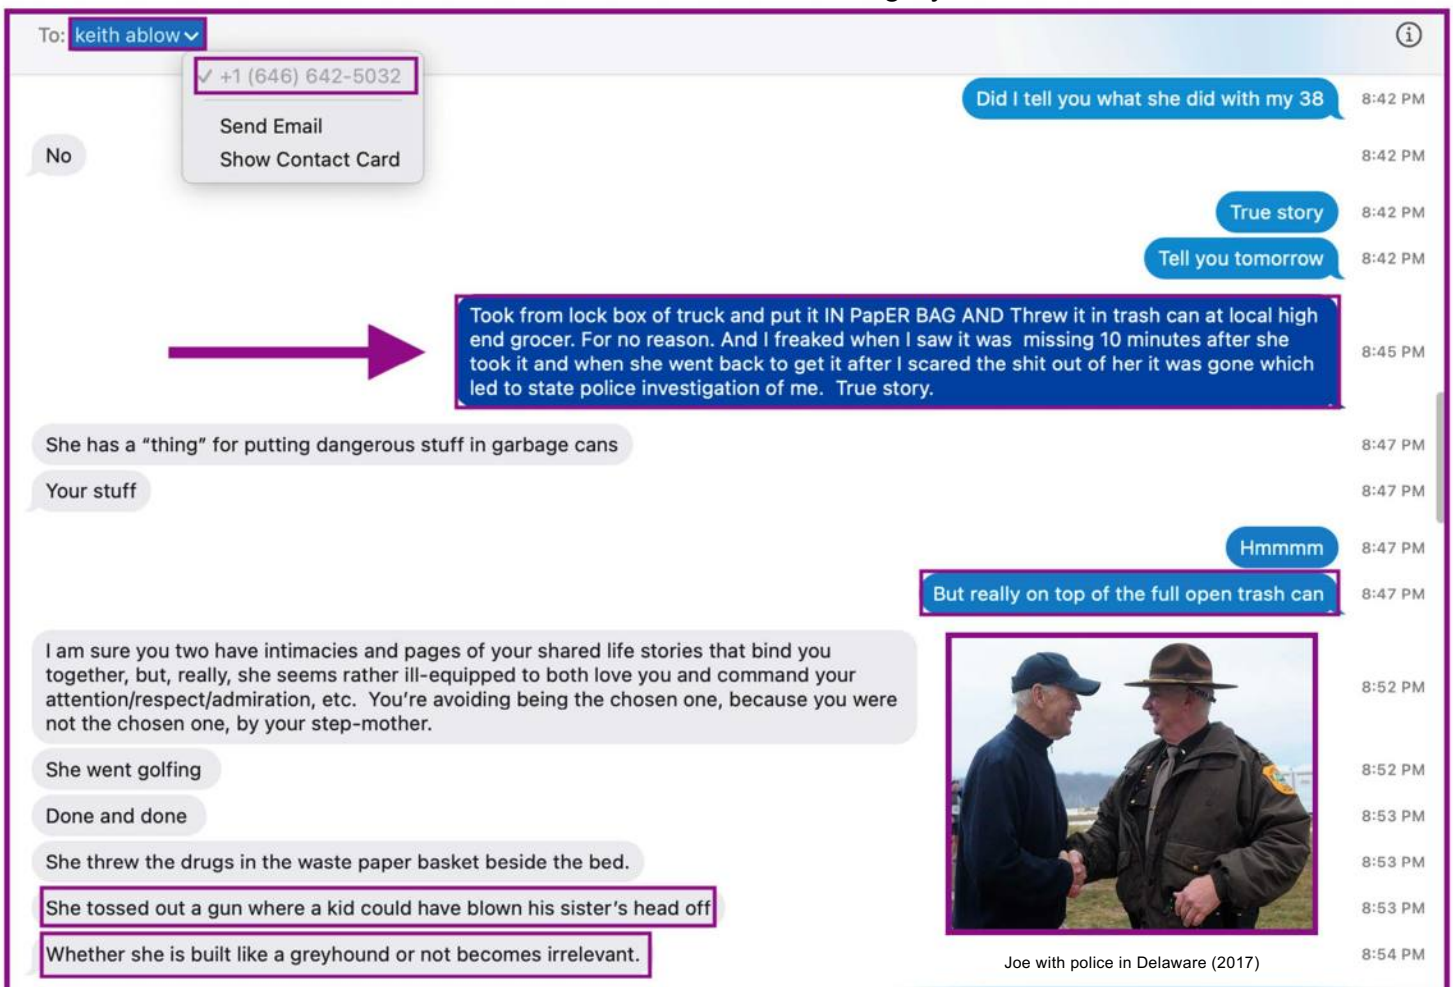 To: keith ablow
+1 (646) 642-5032
Send Email
Show Contact Card
Did I tell you what she did with my 38
8:42 PM
No
8:42 PM
True story
8:42 PM
Tell you tomorrow
8:42 PM
Took from lock box of truck and put it IN PapER BAG AND Threw it in trash can at local high
end grocer. For no reason. And I freaked when I saw it was missing 10 minutes after she
took it and when she went back to get it after I scared the shit out of her it was gone which
led to state police investigation of me. True story.
8:45 PM
She has a “thing” for putting dangerous stuff in garbage cans
8:47 PM
Your stuff
8:47 PM
Hmmmm
8:47 PM
But really on top of the full open trash can
8:47 PM
I am sure you two have intimacies and pages of your shared life stories that bind you
together, but, really, she seems rather ill-equipped to both love you and command your
attention/respect/admiration, etc. You’re avoiding being the chosen one, because you were
not the chosen one, by your step-mother.
8:52 PM
She went golfing
8:52 PM
Done and done
8:53 PM
She threw the drugs in the waste paper basket beside the bed.
8:53 PM
She tossed out a gun where a kid could have blown his sister’s head off
8:53 PM
Whether she is built like a greyhound or not becomes irrelevant.
8:54 PM
Joe with police in Delaware (2017)